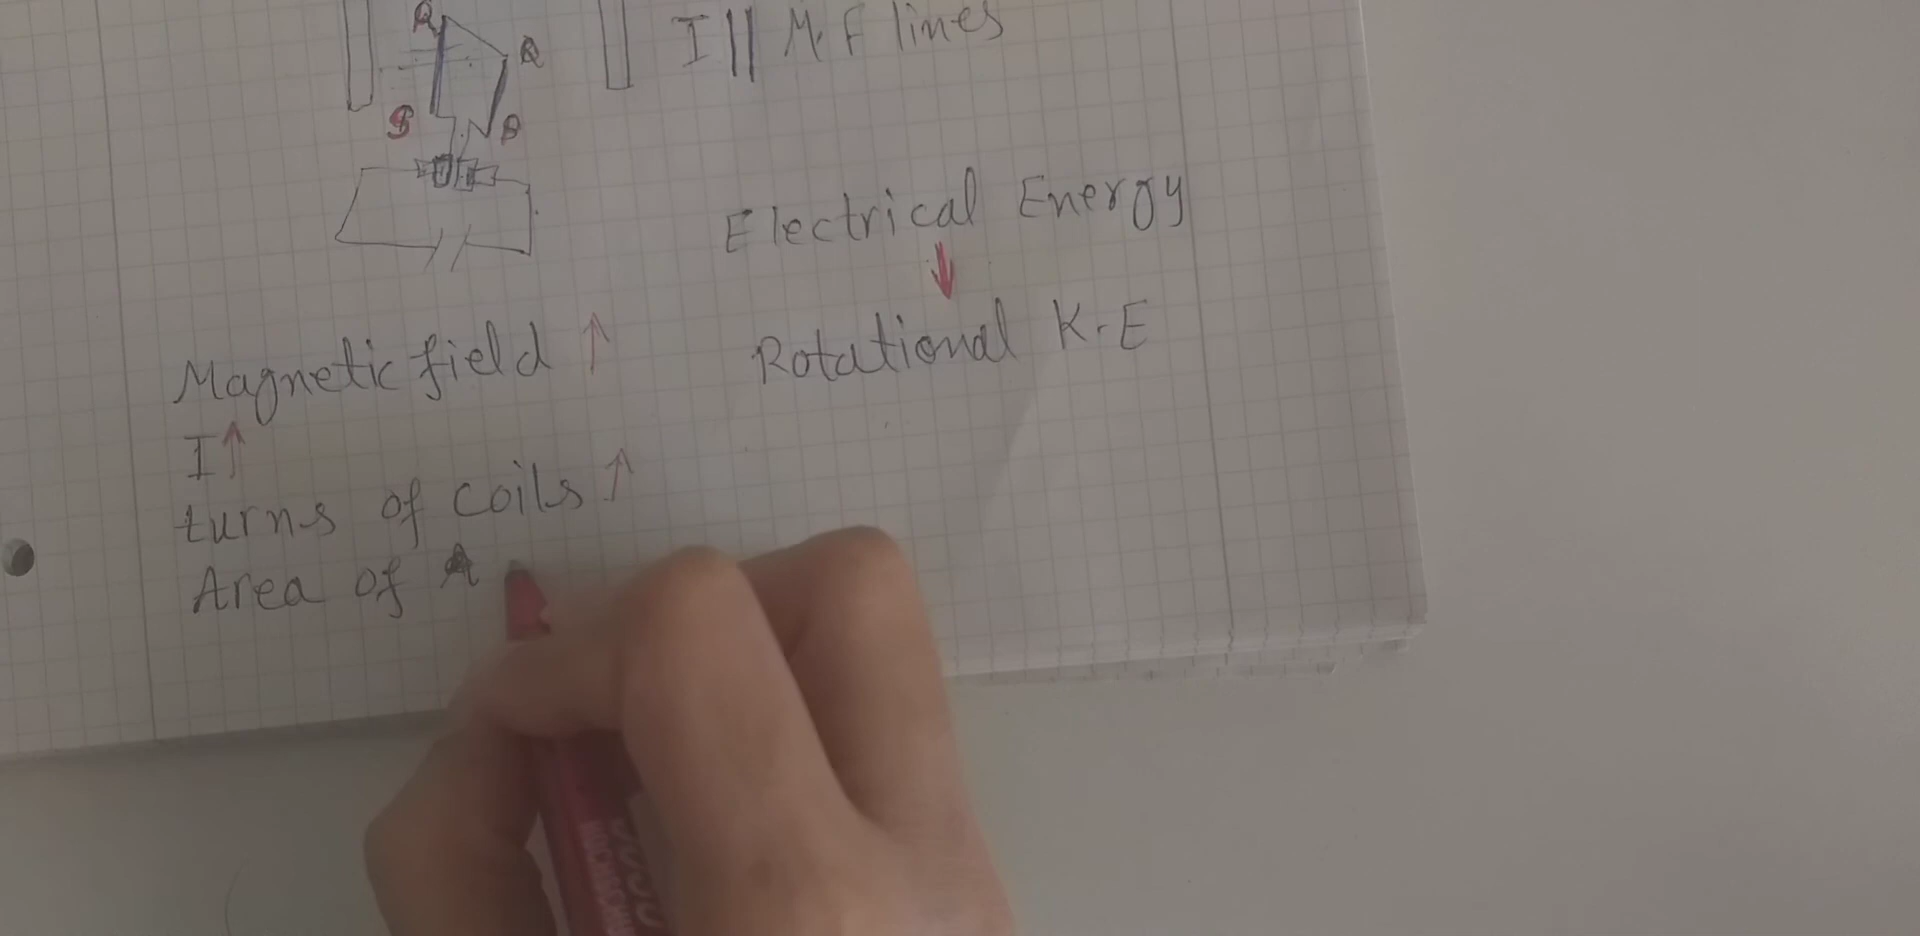 R
I || M.F lines
Q
S
Electrical Energy
↓
Rotational K.E
Magnetic field ↑
I ↑
turns of coils ↑
Area of